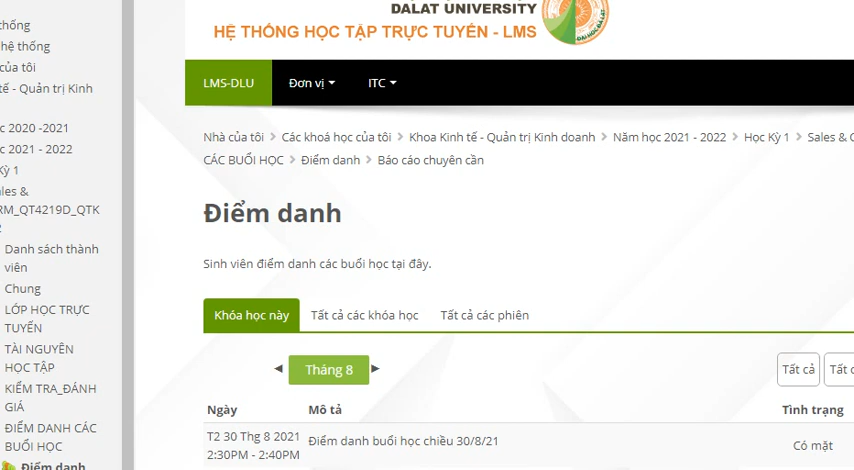 thống
hệ thống
của tôi
tế - Quản trị Kinh
c 2020 -2021
c 2021 - 2022
Kỳ 1
les &
RM_QT4219D_QTK
Danh sách thành
viên
Chung
LỚP HỌC TRỰC
TUYẾN
TÀI NGUYÊN
HỌC TẬP
KIỂM TRA_ĐÁNH
GIÁ
ĐIỂM DANH CÁC
BUỔI HỌC
Điểm danh
DALAT UNIVERSITY
HỆ THỐNG HỌC TẬP TRỰC TUYẾN - LMS
LMS-DLU Đơn vị ITC
Nhà của tôi > Các khoá học của tôi > Khoa Kinh tế - Quản trị Kinh doanh > Năm học 2021 - 2022 > Học Kỳ 1 > Sales &
CÁC BUỔI HỌC > Điểm danh > Báo cáo chuyên cần
Điểm danh
Sinh viên điểm danh các buổi học tại đây.
Khóa học này Tất cả các khóa học Tất cả các phiên
◄ Tháng 8 ► Tất cả Tất c
Ngày Mô tả Tình trạng
T2 30 Thg 8 2021 Điểm danh buổi học chiều 30/8/21 Có mặt
2:30PM - 2:40PM